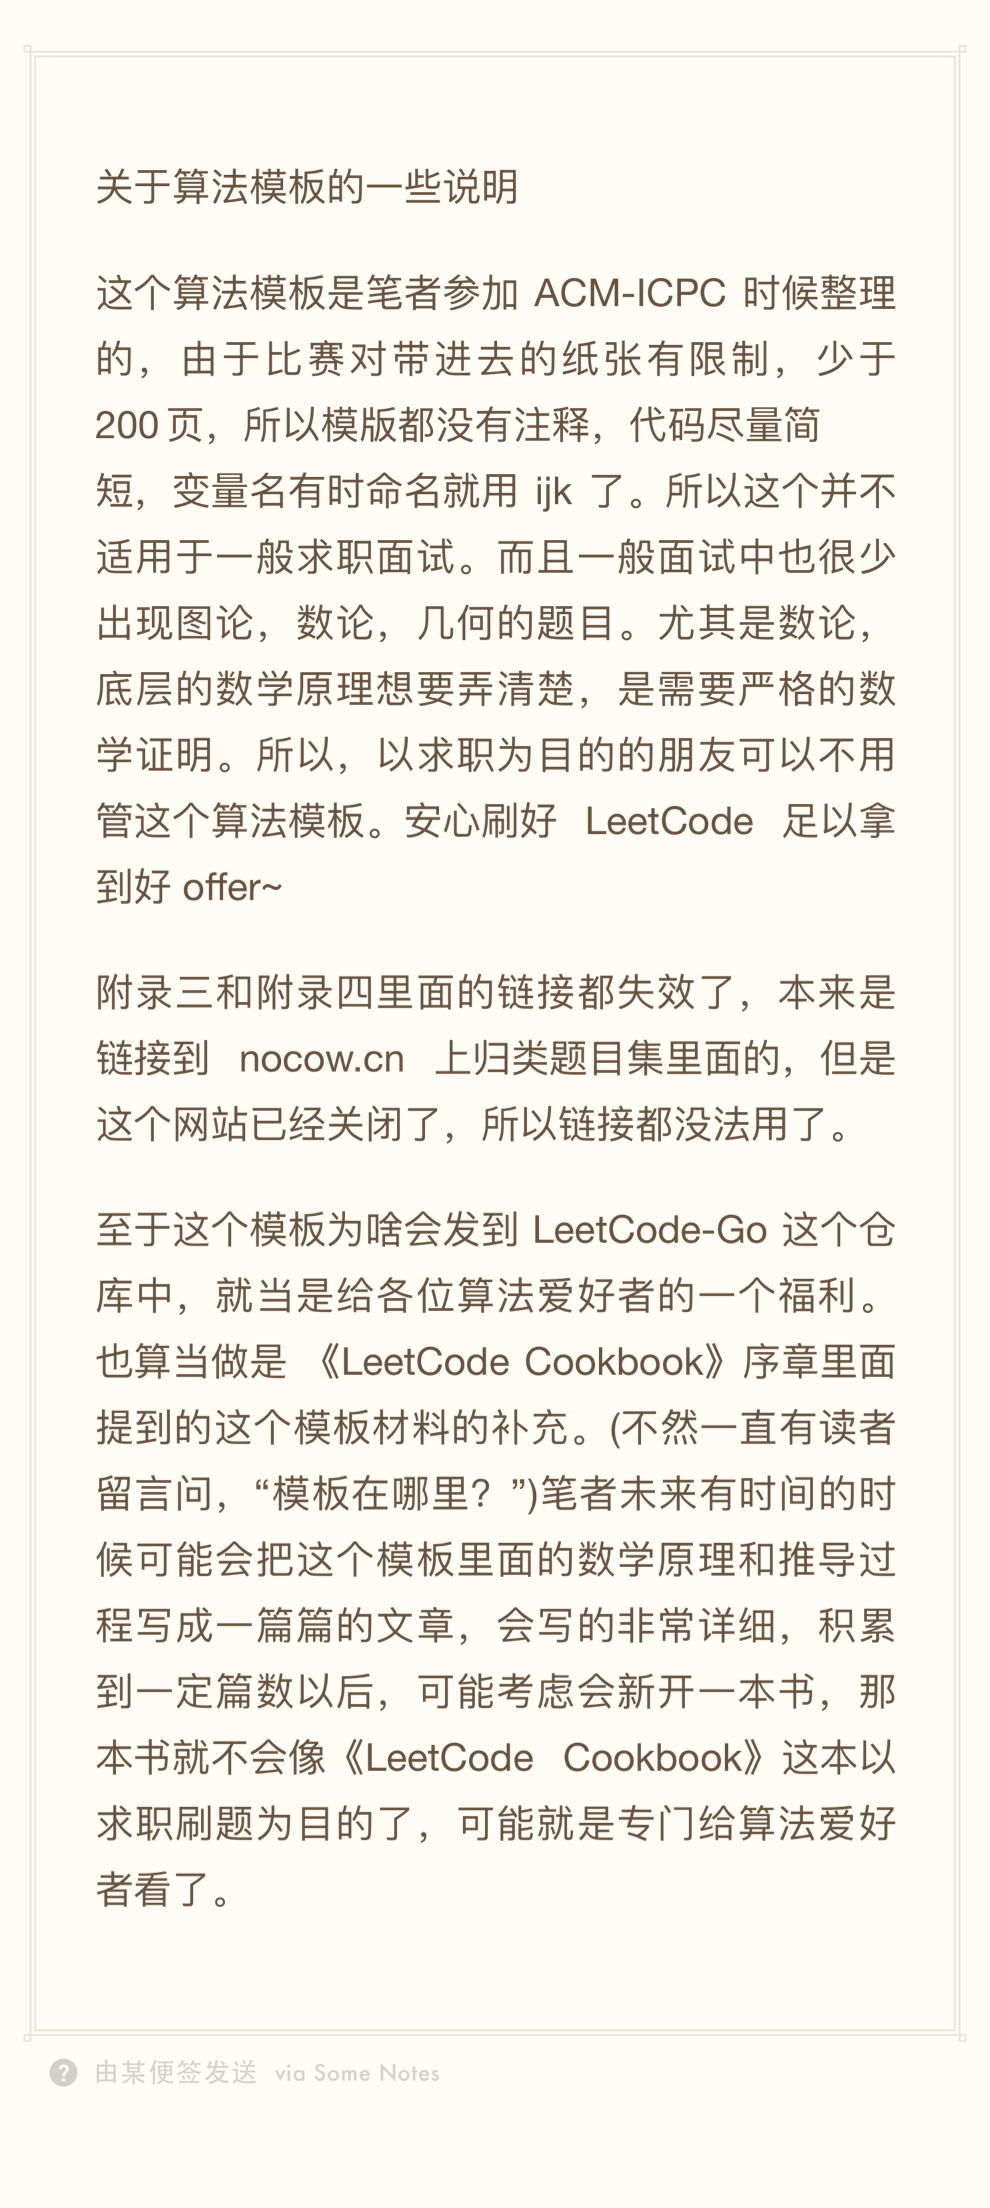 关于算法模板的一些说明
这个算法模板是笔者参加 ACM-ICPC 时候整理
的，由于比赛对带进去的纸张有限制，少于
200 页，所以模版都没有注释，代码尽量简
短，变量名有时命名就用 ijk 了。所以这个并不
适用于一般求职面试。而且一般面试中也很少
出现图论，数论，几何的题目。尤其是数论，
底层的数学原理想要弄清楚，是需要严格的数
学证明。所以，以求职为目的的朋友可以不用
管这个算法模板。安心刷好 LeetCode 足以拿
到好 offer~
附录三和附录四里面的链接都失效了，本来是
链接到 nocow.cn 上归类题目集里面的，但是
这个网站已经关闭了，所以链接都没法用了。
至于这个模板为啥会发到 LeetCode-Go 这个仓
库中，就当是给各位算法爱好者的一个福利。
也算当做是 《LeetCode Cookbook》序章里面
提到的这个模板材料的补充。(不然一直有读者
留言问，“模板在哪里？”)笔者未来有时间的时
候可能会把这个模板里面的数学原理和推导过
程写成一篇篇的文章，会写的非常详细，积累
到一定篇数以后，可能考虑会新开一本书，那
本书就不会像《LeetCode Cookbook》这本以
求职刷题为目的了，可能就是专门给算法爱好
者看了。
? 由某便签发送 via Some Notes